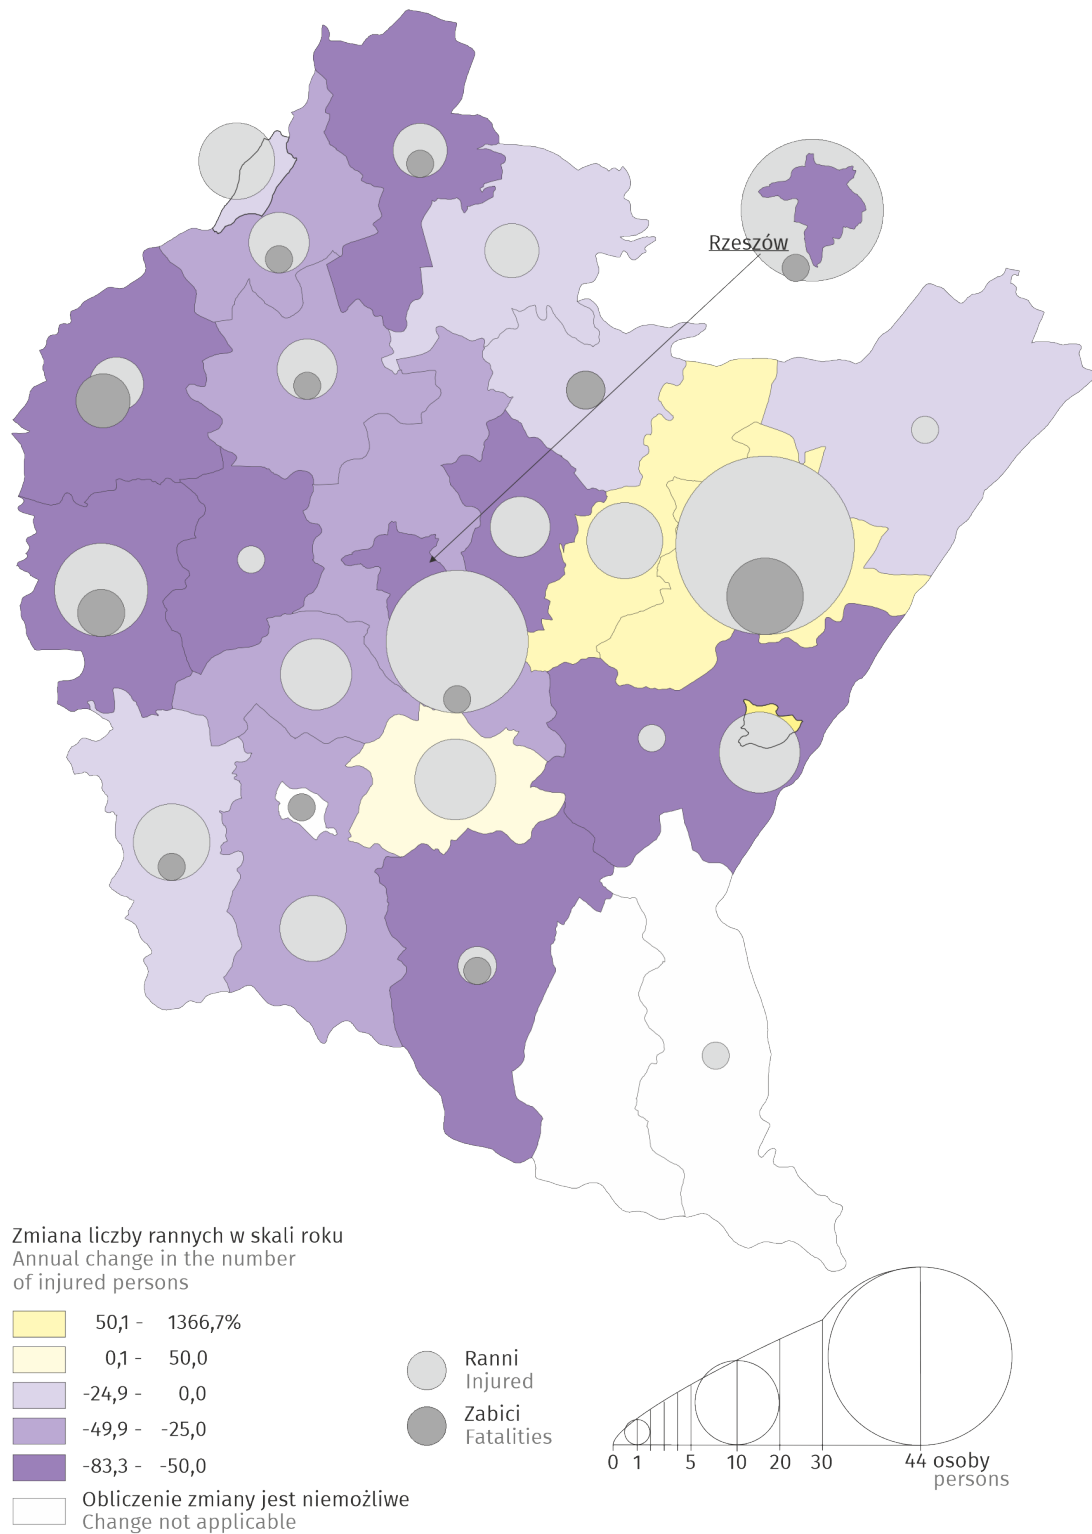 Rzeszów
Zmiana liczby rannych w skali roku
Annual change in the number
of injured persons
50,1 - 1366,7%
0,1 - 50,0
-24,9 - 0,0
-49,9 - -25,0
-83,3 - -50,0
Obliczenie zmiany jest niemożliwe
Change not applicable
Ranni
Injured
Zabici
Fatalities
0 1 5 10 20 30 44 osoby
persons